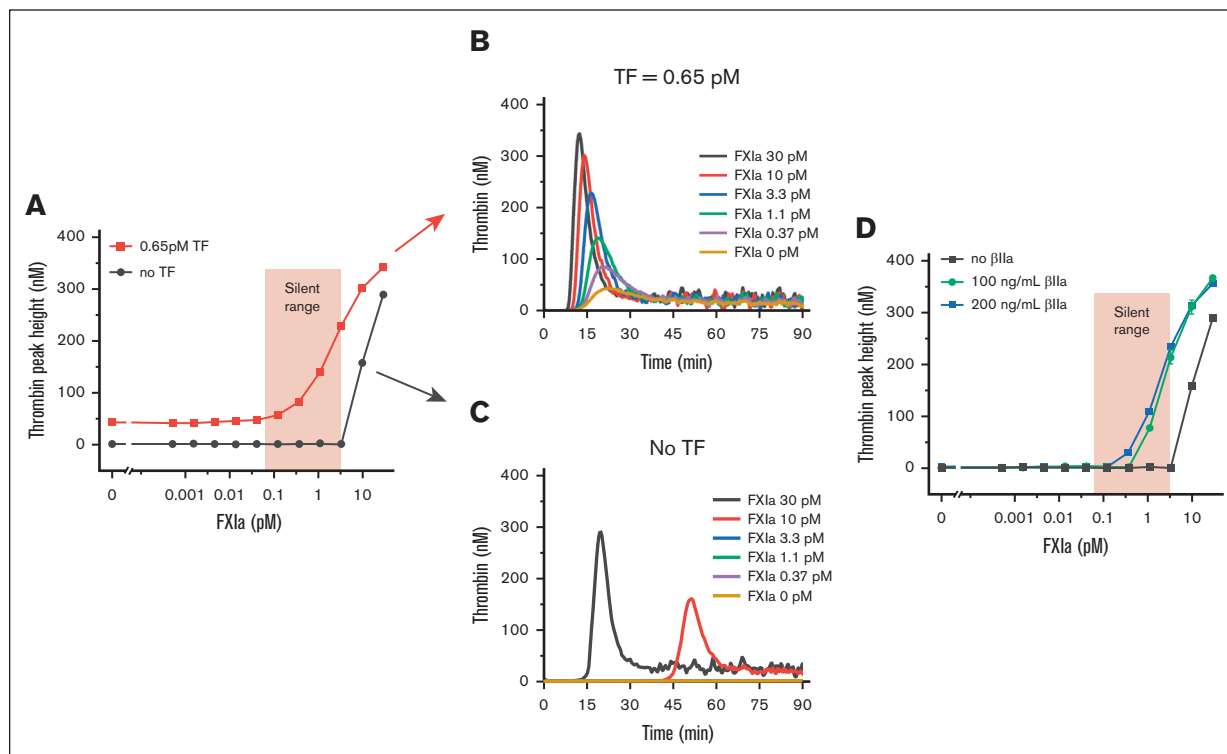 A
Thrombin peak height (nM)
400
300
200
100
50
0
0.65pM TF
no TF
Silent
range
0
0.001
0.01
0.1
1
10
FXIa (pM)
B
TF = 0.65 pM
Thrombin (nM)
400
300
200
100
0
FXIa 30 pM
FXIa 10 pM
FXIa 3.3 pM
FXIa 1.1 pM
FXIa 0.37 pM
FXIa 0 pM
0
15
30
45
60
75
90
Time (min)
C
No TF
Thrombin (nM)
400
300
200
100
0
FXIa 30 pM
FXIa 10 pM
FXIa 3.3 pM
FXIa 1.1 pM
FXIa 0.37 pM
FXIa 0 pM
0
15
30
45
60
75
90
Time (min)
D
Thrombin peak height (nM)
400
300
200
100
50
0
no βIIa
100 ng/mL βIIa
200 ng/mL βIIa
Silent
range
0
0.001
0.01
0.1
1
10
FXIa (pM)